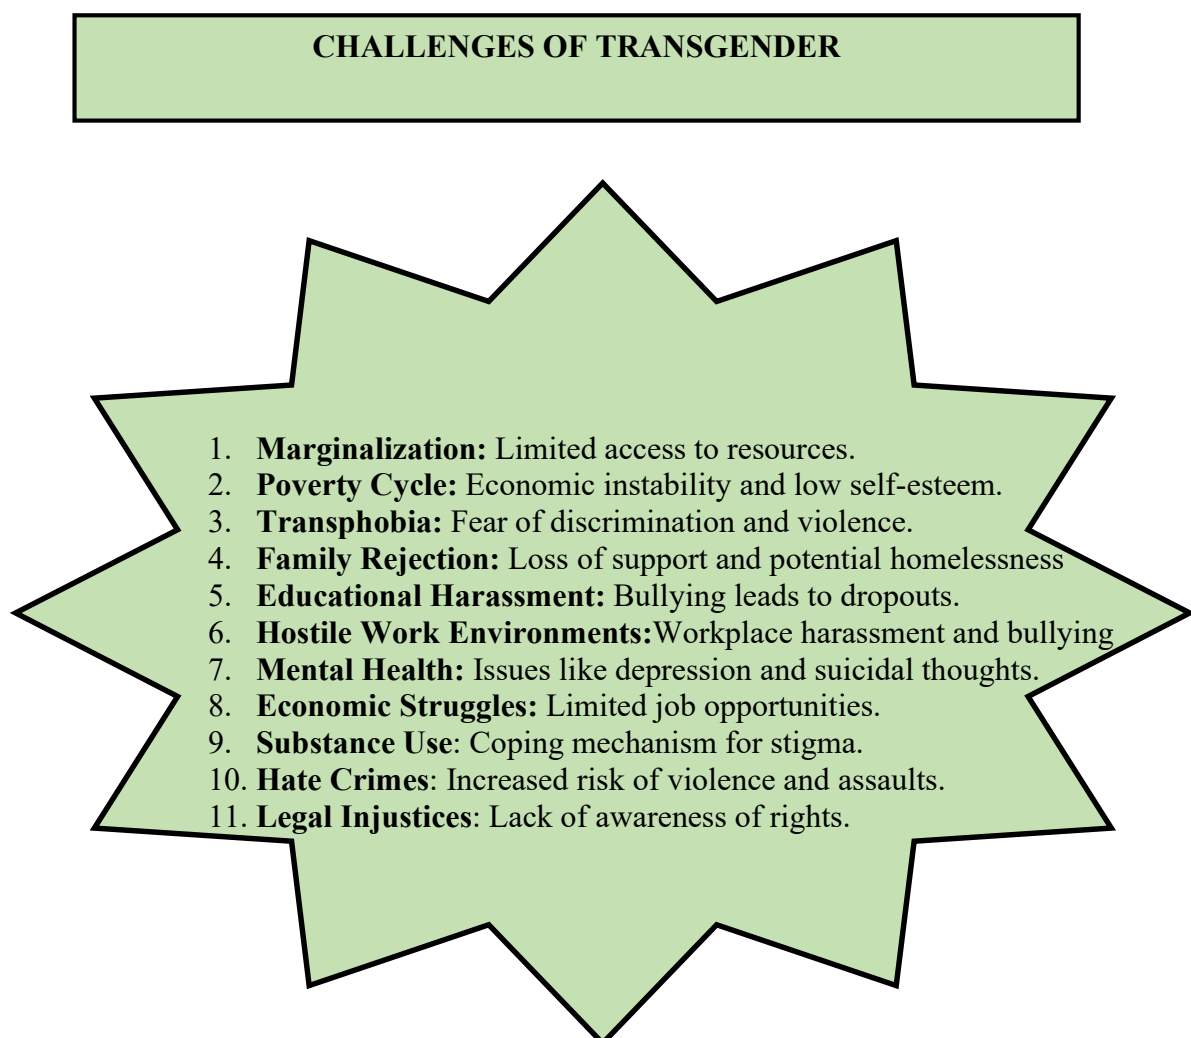 CHALLENGES OF TRANSGENDER
1. Marginalization: Limited access to resources.
2. Poverty Cycle: Economic instability and low self-esteem.
3. Transphobia: Fear of discrimination and violence.
4. Family Rejection: Loss of support and potential homelessness
5. Educational Harassment: Bullying leads to dropouts.
6. Hostile Work Environments:Workplace harassment and bullying
7. Mental Health: Issues like depression and suicidal thoughts.
8. Economic Struggles: Limited job opportunities.
9. Substance Use: Coping mechanism for stigma.
10. Hate Crimes: Increased risk of violence and assaults.
11. Legal Injustices: Lack of awareness of rights.